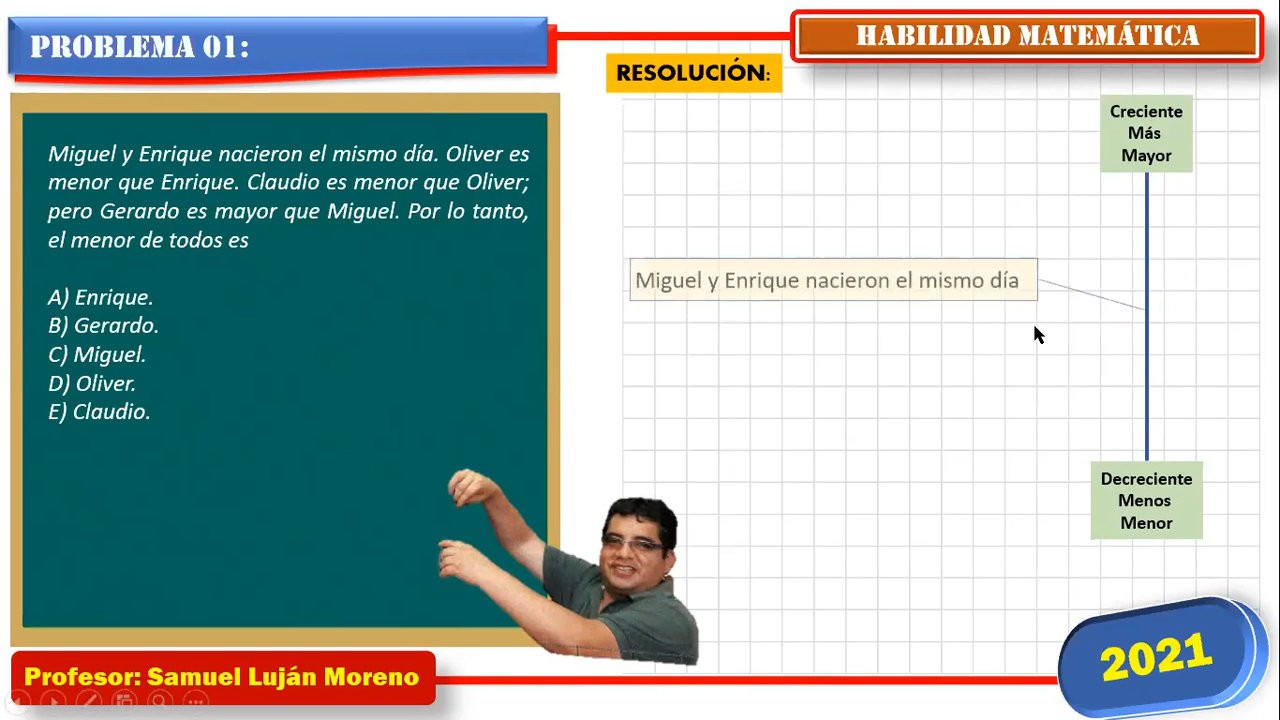 PROBLEMA 01:
HABILIDAD MATEMÁTICA
RESOLUCIÓN:
Miguel y Enrique nacieron el mismo día. Oliver es
menor que Enrique. Claudio es menor que Oliver;
pero Gerardo es mayor que Miguel. Por lo tanto,
el menor de todos es
A) Enrique.
B) Gerardo.
C) Miguel.
D) Oliver.
E) Claudio.
Creciente
Más
Mayor
Miguel y Enrique nacieron el mismo día
Decreciente
Menos
Menor
Profesor: Samuel Luján Moreno
2021